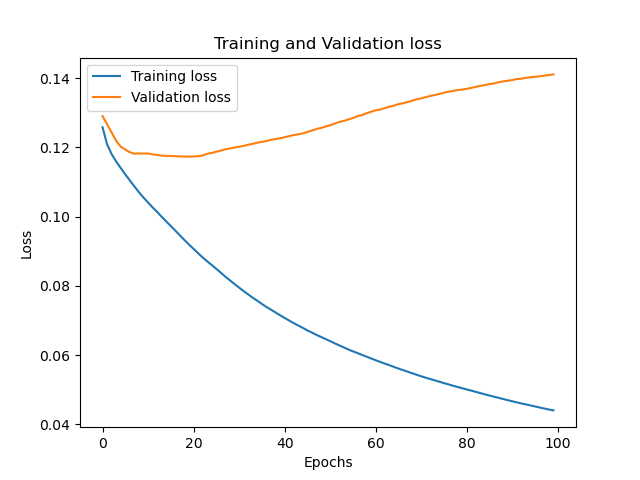 Training and Validation loss
Training loss
Validation loss
0.14
0.12
0.10
0.08
0.06
0.04
Loss
0 20 40 60 80 100
Epochs